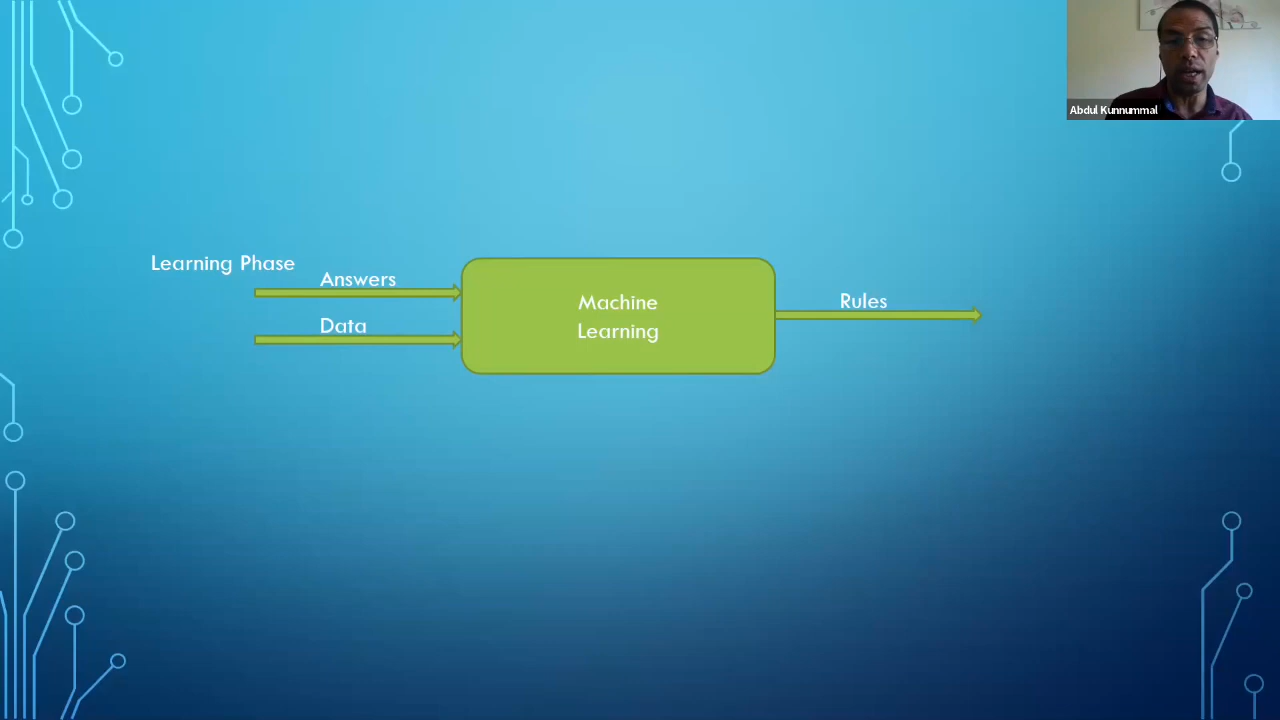 Abdul Kunnummal
Learning Phase
Answers
Data
Machine
Learning
Rules